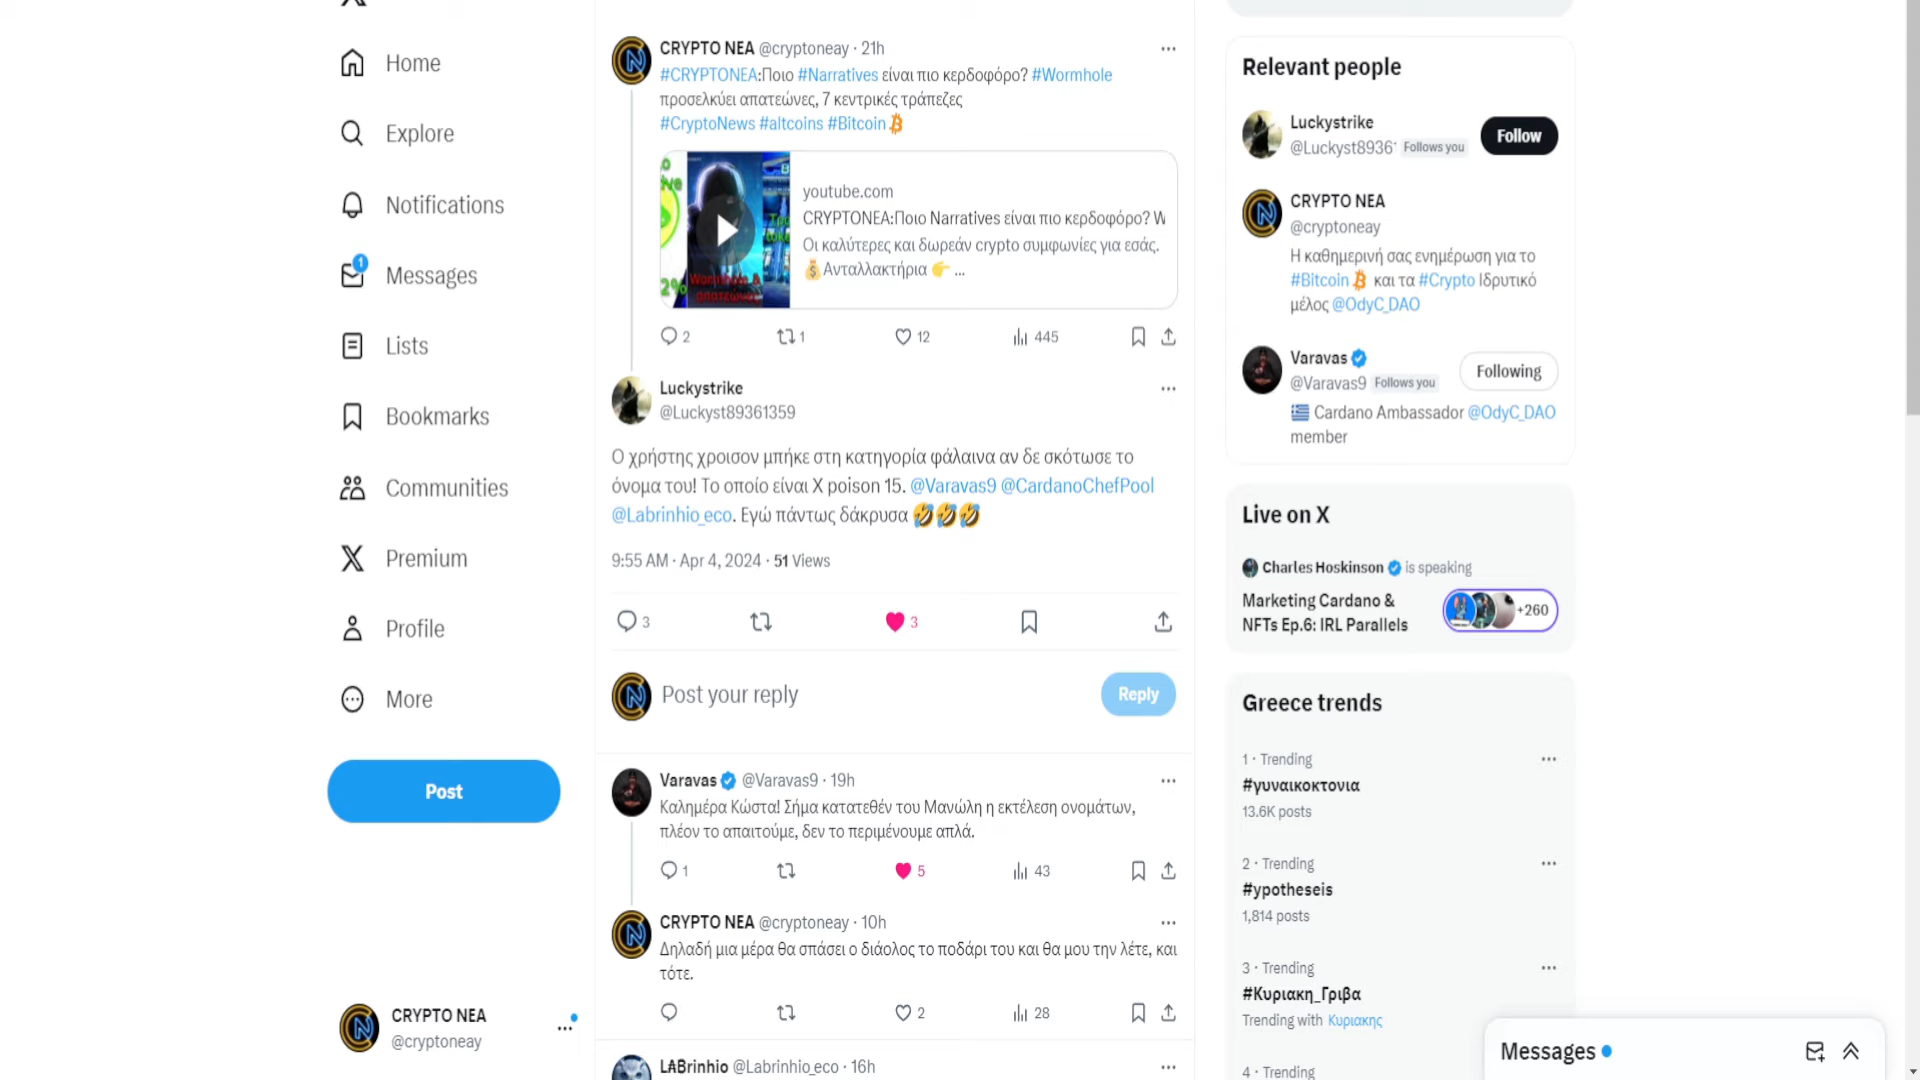 Home
Explore
Notifications
1
Messages
Lists
Bookmarks
Communities
Premium
Profile
More
Post
CRYPTO NEA
@cryptoneay
CRYPTO NEA @cryptoneay · 21h
#CRYPTONEA:Ποιο #Narratives είναι πιο κερδοφόρο? #Wormhole
προσελκύει απατεώνες, 7 κεντρικές τράπεζες
#CryptoNews #altcoins #Bitcoin
youtube.com
CRYPTONEA:Ποιο Narratives είναι πιο κερδοφόρο? W
Οι καλύτερες και δωρεάν crypto συμφωνίες για εσάς.
💰Ανταλλακτήρια 👉 ...
2 1 12 445
Luckystrike
@Luckyst89361359
Ο χρήστης χροισον μπήκε στη κατηγορία φάλαινα αν δε σκότωσε το
όνομα του! Το οποίο είναι X poison 15. @Varavas9 @CardanoChefPool
@Labrinhio_eco. Εγώ πάντως δάκρυσα 🤣🤣🤣
9:55 AM · Apr 4, 2024 · 51 Views
3 3
Post your reply
Reply
Varavas @Varavas9 · 19h
Καλημέρα Κώστα! Σήμα κατατεθέν του Μανώλη η εκτέλεση ονομάτων,
πλέον το απαιτούμε, δεν το περιμένουμε απλά.
1 5 43
CRYPTO NEA @cryptoneay · 10h
Δηλαδή μια μέρα θα σπάσει ο διάολος το ποδάρι του και θα μου την λέτε, και
τότε.
2 28
LABrinhio @Labrinhio_eco · 16h
Relevant people
Luckystrike
@Luckyst8936 Follows you
Follow
CRYPTO NEA
@cryptoneay
Η καθημερινή σας ενημέρωση για το
#Bitcoin και τα #Crypto Ιδρυτικό
μέλος @OdyC_DAO
Varavas
@Varavas9 Follows you
Following
🇬🇷 Cardano Ambassador @OdyC_DAO
member
Live on X
Charles Hoskinson is speaking
Marketing Cardano &
NFTs Ep.6: IRL Parallels
+260
Greece trends
1 · Trending
#γυναικοκτονια
13.6K posts
2 · Trending
#ypotheseis
1,814 posts
3 · Trending
#Κυριακη_Γριβα
Trending with Κυριακης
4 · Trending
Messages